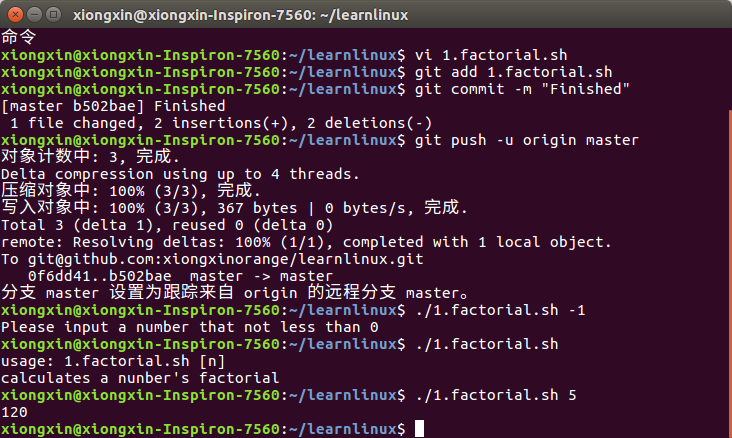 xiongxin@xiongxin-Inspiron-7560: ~/learnlinux
命令
xiongxin@xiongxin-Inspiron-7560:~/learnlinux$ vi 1.factorial.sh
xiongxin@xiongxin-Inspiron-7560:~/learnlinux$ git add 1.factorial.sh
xiongxin@xiongxin-Inspiron-7560:~/learnlinux$ git commit -m "Finished"
[master b502bae] Finished
 1 file changed, 2 insertions(+), 2 deletions(-)
xiongxin@xiongxin-Inspiron-7560:~/learnlinux$ git push -u origin master
对象计数中: 3, 完成.
Delta compression using up to 4 threads.
压缩对象中: 100% (3/3), 完成.
写入对象中: 100% (3/3), 367 bytes | 0 bytes/s, 完成.
Total 3 (delta 1), reused 0 (delta 0)
remote: Resolving deltas: 100% (1/1), completed with 1 local object.
To git@github.com:xiongxinorange/learnlinux.git
   0f6dd41..b502bae  master -> master
分支 master 设置为跟踪来自 origin 的远程分支 master。
xiongxin@xiongxin-Inspiron-7560:~/learnlinux$ ./1.factorial.sh -1
Please input a number that not less than 0
xiongxin@xiongxin-Inspiron-7560:~/learnlinux$ ./1.factorial.sh
usage: 1.factorial.sh [n]
calculates a nunber's factorial
xiongxin@xiongxin-Inspiron-7560:~/learnlinux$ ./1.factorial.sh 5
120
xiongxin@xiongxin-Inspiron-7560:~/learnlinux$